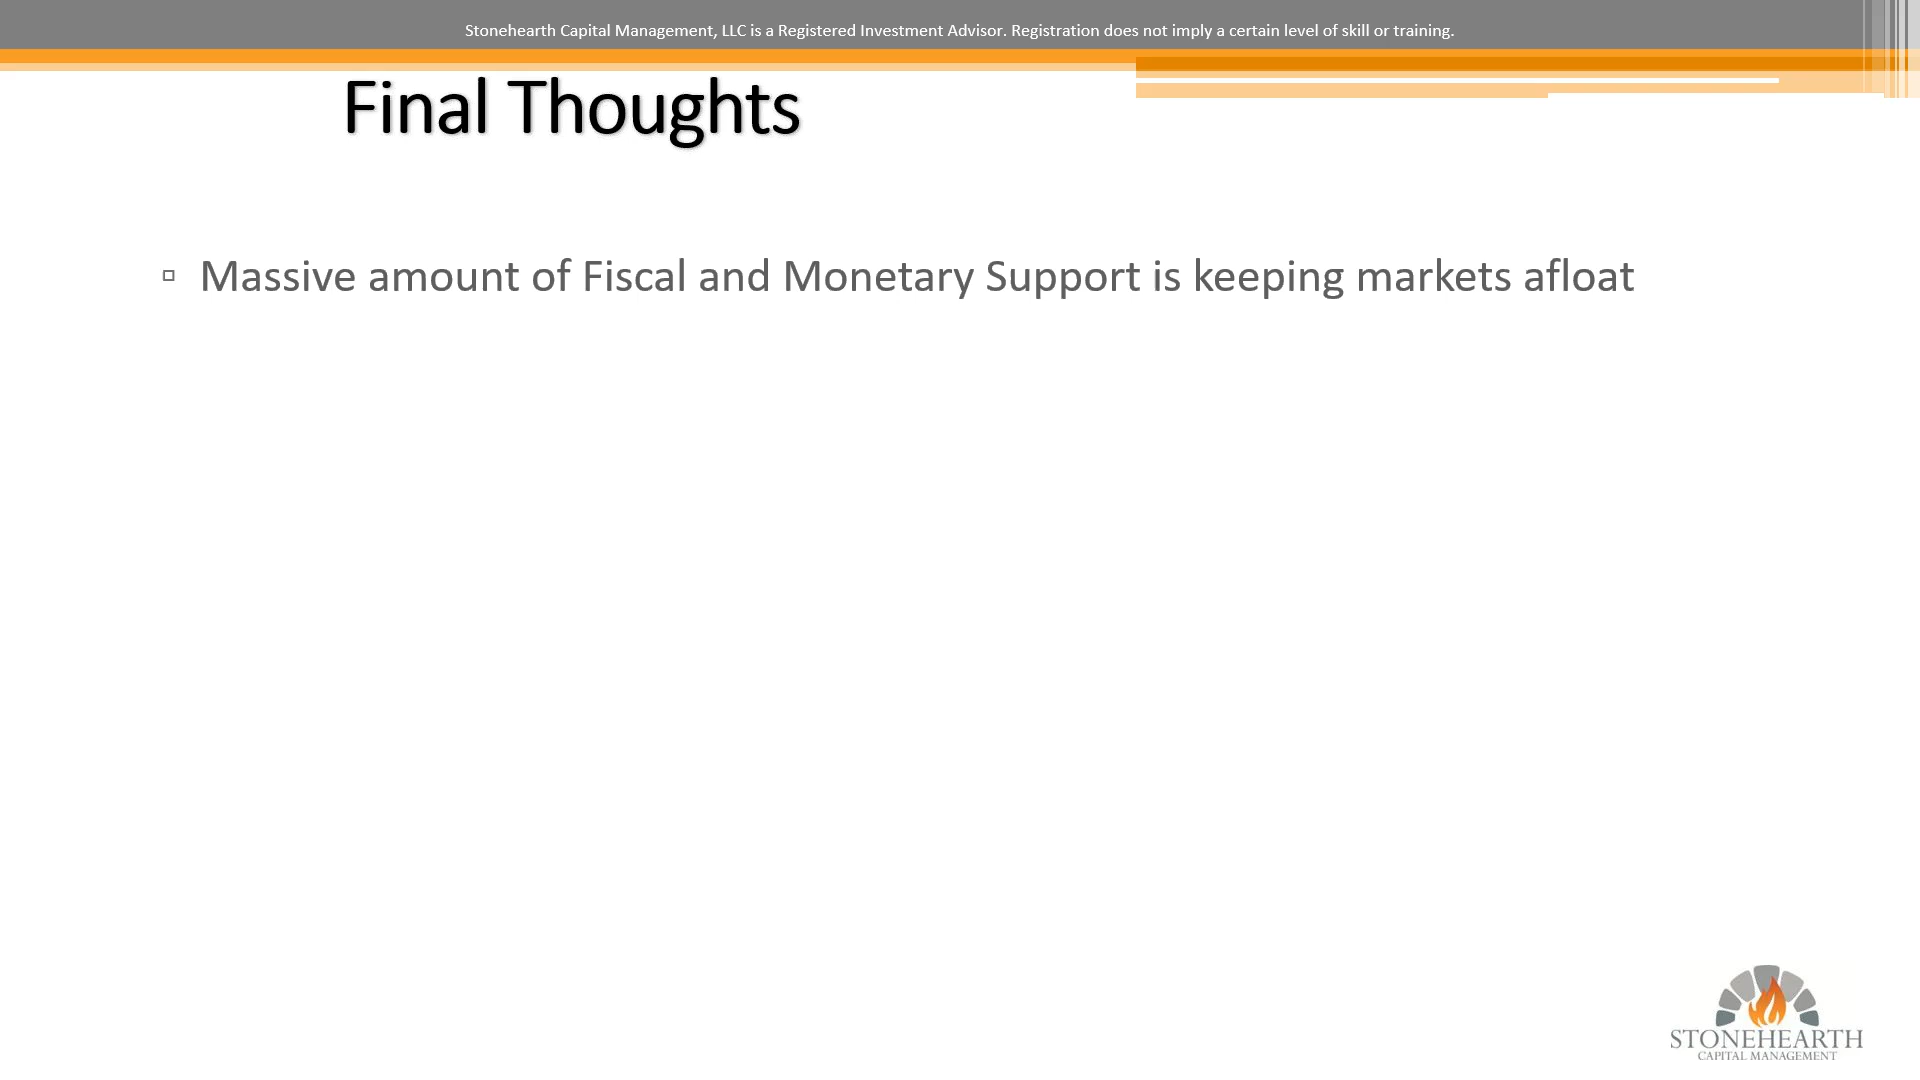 Stonehearth Capital Management, LLC is a Registered Investment Advisor. Registration does not imply a certain level of skill or training.
Final Thoughts
▫ Massive amount of Fiscal and Monetary Support is keeping markets afloat
STONEHEARTH
CAPITAL MANAGEMENT